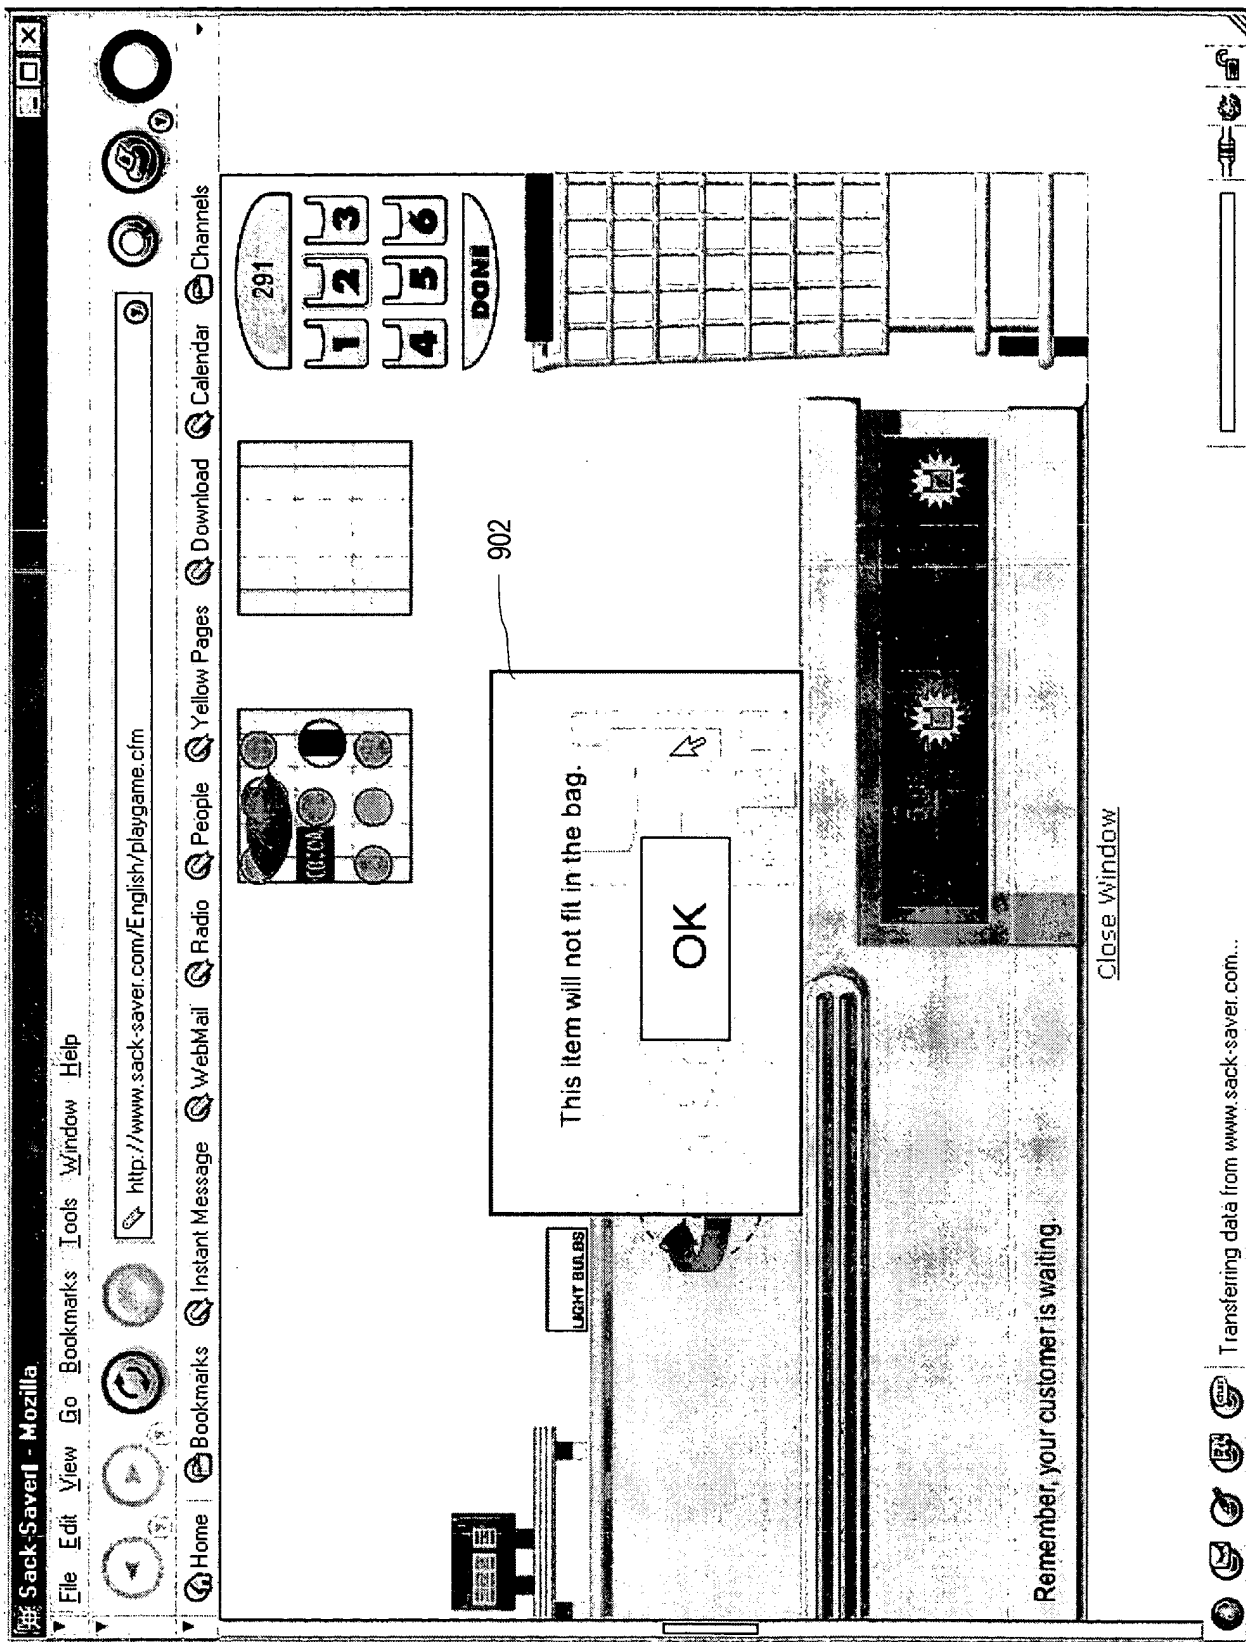 Sack-Saver! - Mozilla
File Edit View Go Bookmarks Tools Window Help
http://www.sack-saver.com/English/playgame.cfm
Home Bookmarks Instant Message WebMail Radio People Yellow Pages Download Calendar Channels
291
1 2 3
4 5 6
DONE
COCOA
902
LIGHT BULBS
This item will not fit in the bag.
OK
Remember, your customer is waiting.
Close Window
Transferring data from www.sack-saver.com...